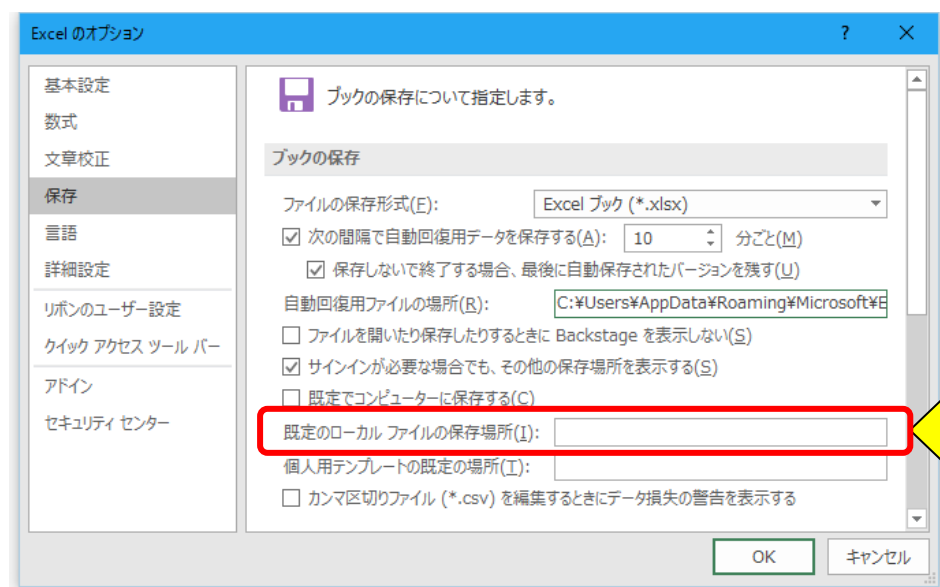 Excel のオプション ? ×
基本設定
数式
文章校正
保存
言語
詳細設定
リボンのユーザー設定
クイック アクセス ツール バー
アドイン
セキュリティ センター
ブックの保存について指定します。
ブックの保存
ファイルの保存形式(F): Excel ブック (*.xlsx)
次の間隔で自動回復用データを保存する(A): 10 分ごと(M)
保存しないで終了する場合、最後に自動保存されたバージョンを残す(U)
自動回復用ファイルの場所(R): C:¥Users¥AppData¥Roaming¥Microsoft¥E
ファイルを開いたり保存したりするときに Backstage を表示しない(S)
サインインが必要な場合でも、その他の保存場所を表示する(S)
既定でコンピューターに保存する(C)
既定のローカル ファイルの保存場所(I):
個人用テンプレートの既定の場所(T):
カンマ区切りファイル (*.csv) を編集するときにデータ損失の警告を表示する
OK キャンセル